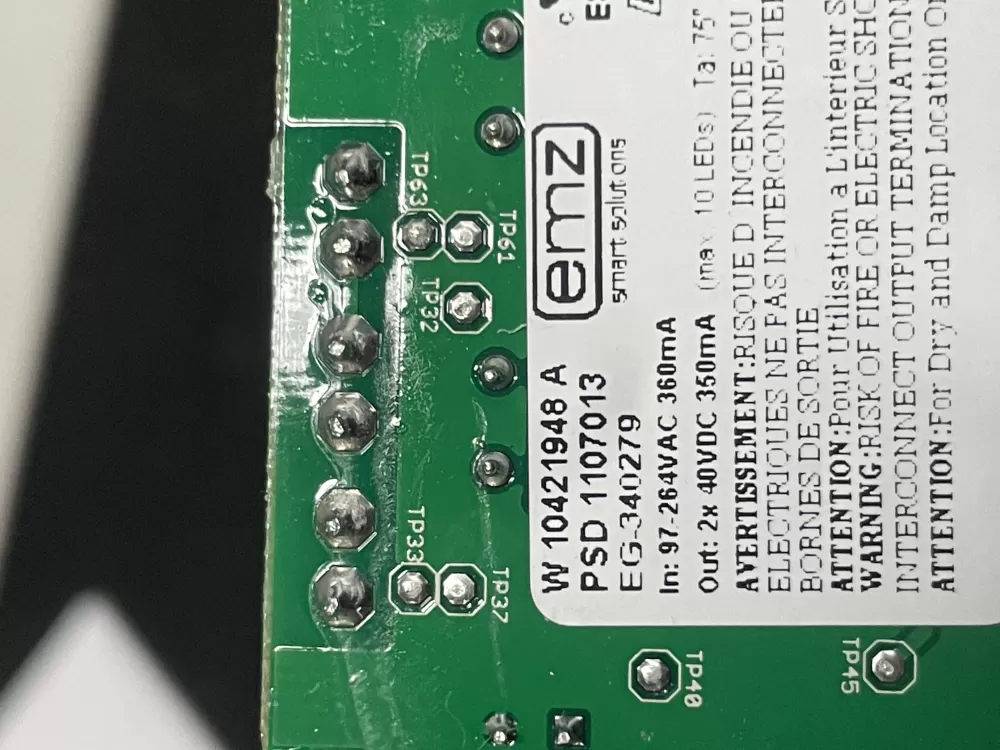 emz
smart solutions
W 10421948 A
PSD 1107013
EG-340279
In: 97-264VAC 360mA
Out: 2x 40VDC 350mA (max. 10 LEDs) Ta: 75°
AVERTISSEMENT:RISQUE D'INCENDIE OU
ELECTRIQUES NE PAS INTERCONNECTER
BORNES DE SORTIE
ATTENTION:Pour Utilisation a L'interieur S
WARNING:RISK OF FIRE OR ELECTRIC SHO
INTERCONNECT OUTPUT TERMINATION
ATTENTION:For Dry and Damp Location O
TP63
TP61
TP32
TP33
TP37
TP40
TP45